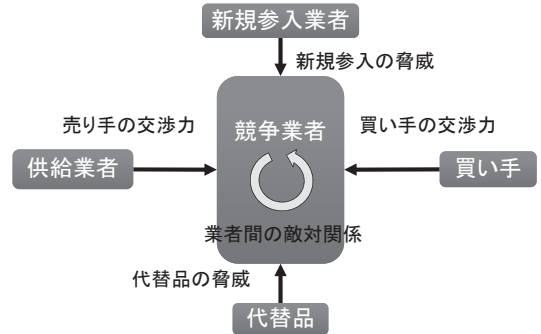 新規参入業者
新規参入の脅威
売り手の交渉力
競争業者
買い手の交渉力
供給業者
買い手
業者間の敵対関係
代替品の脅威
代替品